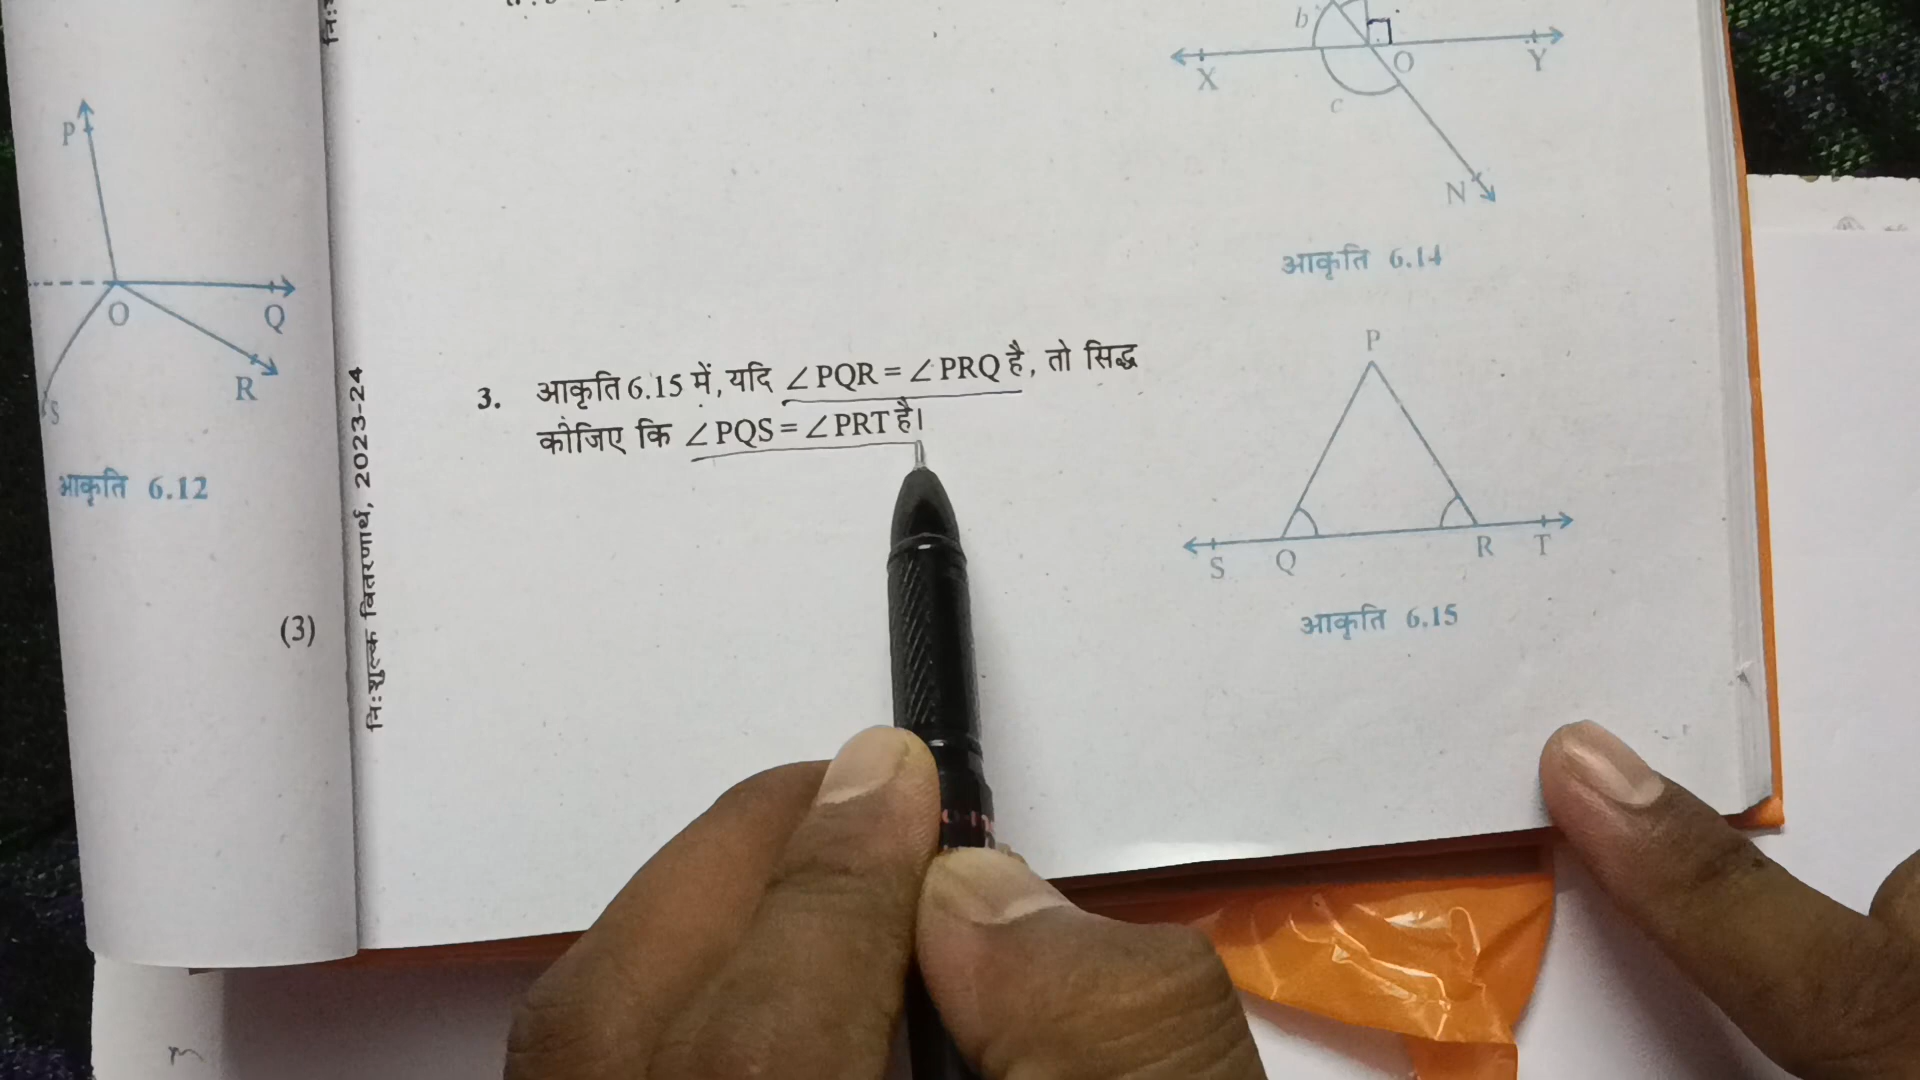 b
X
O
Y
c
N
आकृति 6.14
P
O
Q
R
S
आकृति 6.12
(3)
नि:शुल्क वितरणार्थ, 2023-24
3. आकृति 6.15 में, यदि ∠PQR = ∠PRQ है, तो सिद्ध
कीजिए कि ∠PQS = ∠PRT है।
P
S
Q
R
T
आकृति 6.15